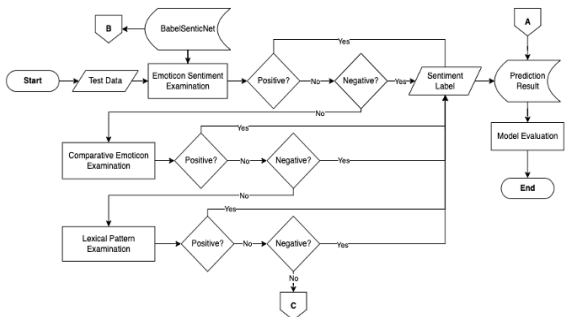 A
B
BabelSenticNet
Yes
Start
Test Data
Emoticon Sentiment
Examination
Positive?
No
Negative?
Yes
Sentiment
Label
Prediction
Result
No
Yes
Model Evaluation
Comparative Emoticon
Examination
Positive?
No
Negative?
Yes
End
No
Yes
Lexical Pattern
Examination
Positive?
No
Negative?
Yes
No
C